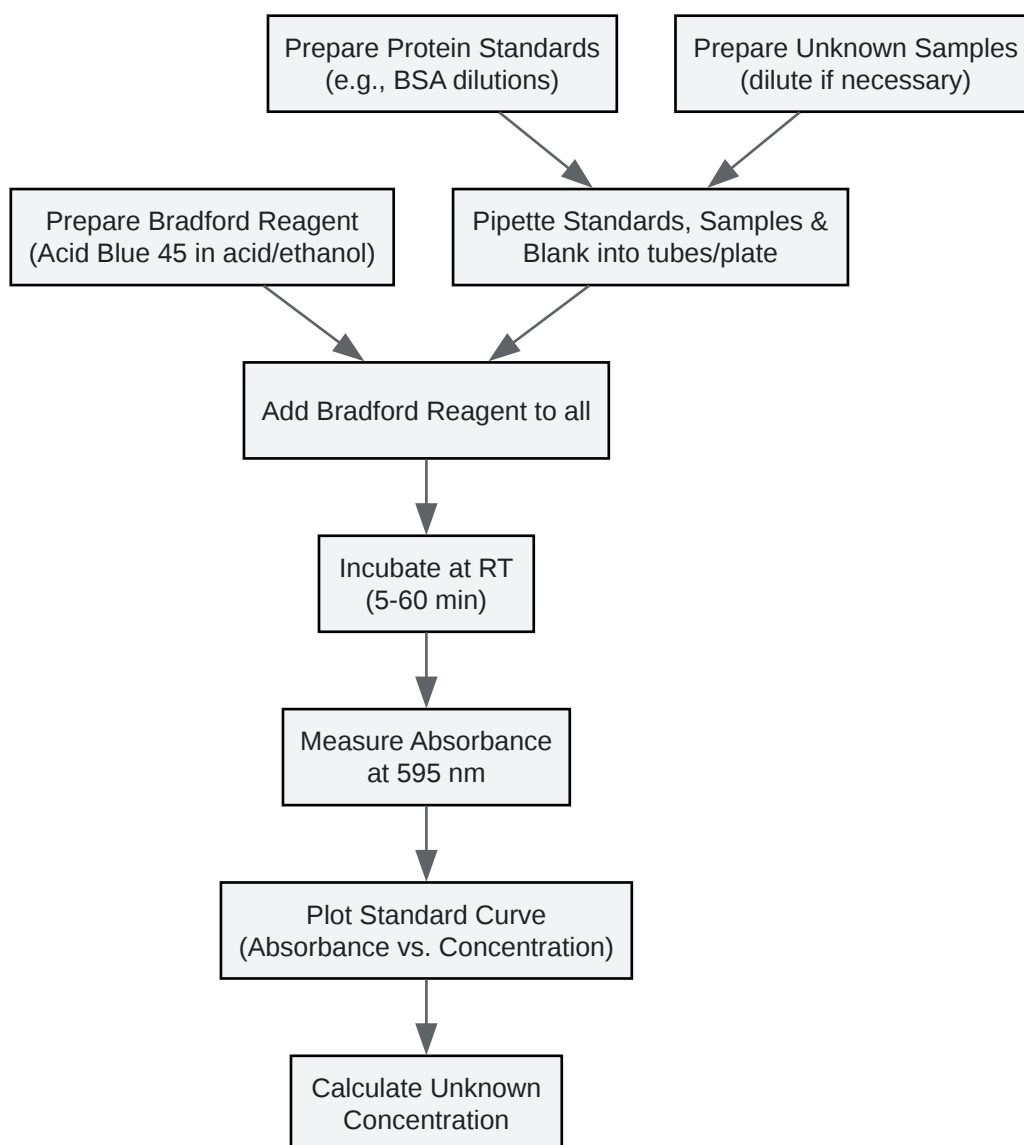 Prepare Protein Standards
(e.g., BSA dilutions)
Prepare Unknown Samples
(dilute if necessary)
Prepare Bradford Reagent
(Acid Blue 45 in acid/ethanol)
Pipette Standards, Samples &
Blank into tubes/plate
Add Bradford Reagent to all
Incubate at RT
(5-60 min)
Measure Absorbance
at 595 nm
Plot Standard Curve
(Absorbance vs. Concentration)
Calculate Unknown
Concentration